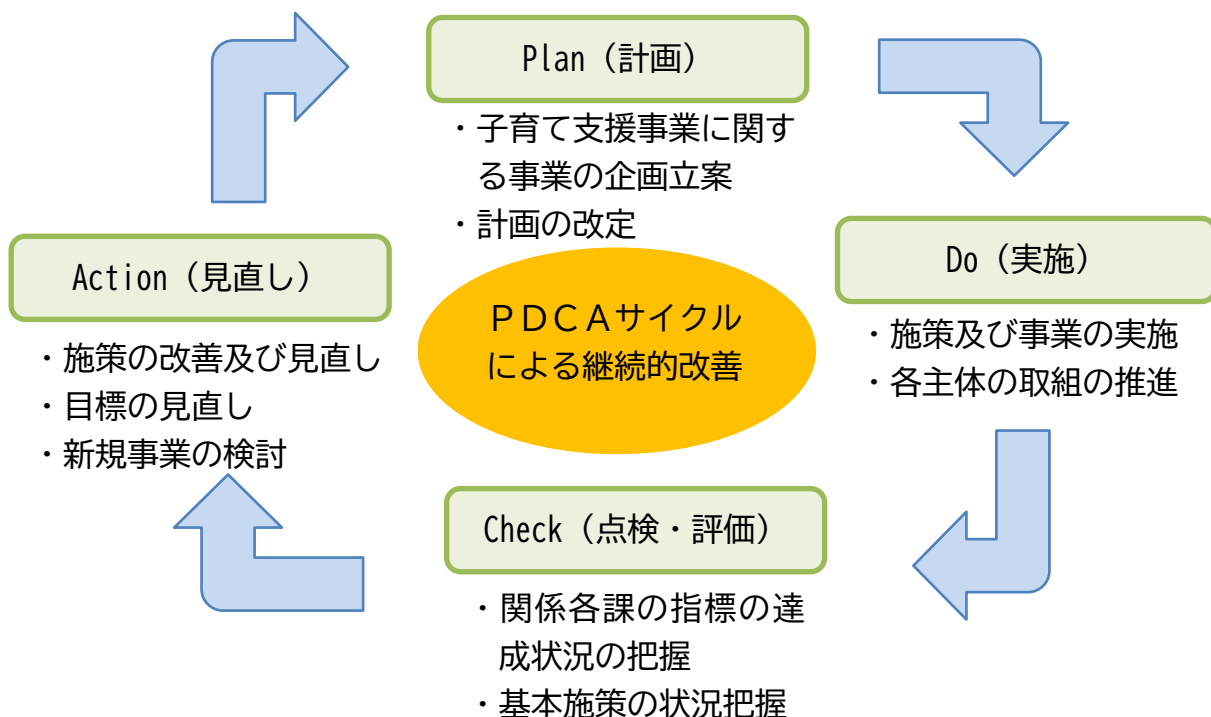 Plan（計画）
・子育て支援事業に関す
る事業の企画立案
・計画の改定
Do（実施）
・施策及び事業の実施
・各主体の取組の推進
Action（見直し）
・施策の改善及び見直し
・目標の見直し
・新規事業の検討
ＰＤＣＡサイクル
による継続的改善
Check（点検・評価）
・関係各課の指標の達
成状況の把握
・基本施策の状況把握